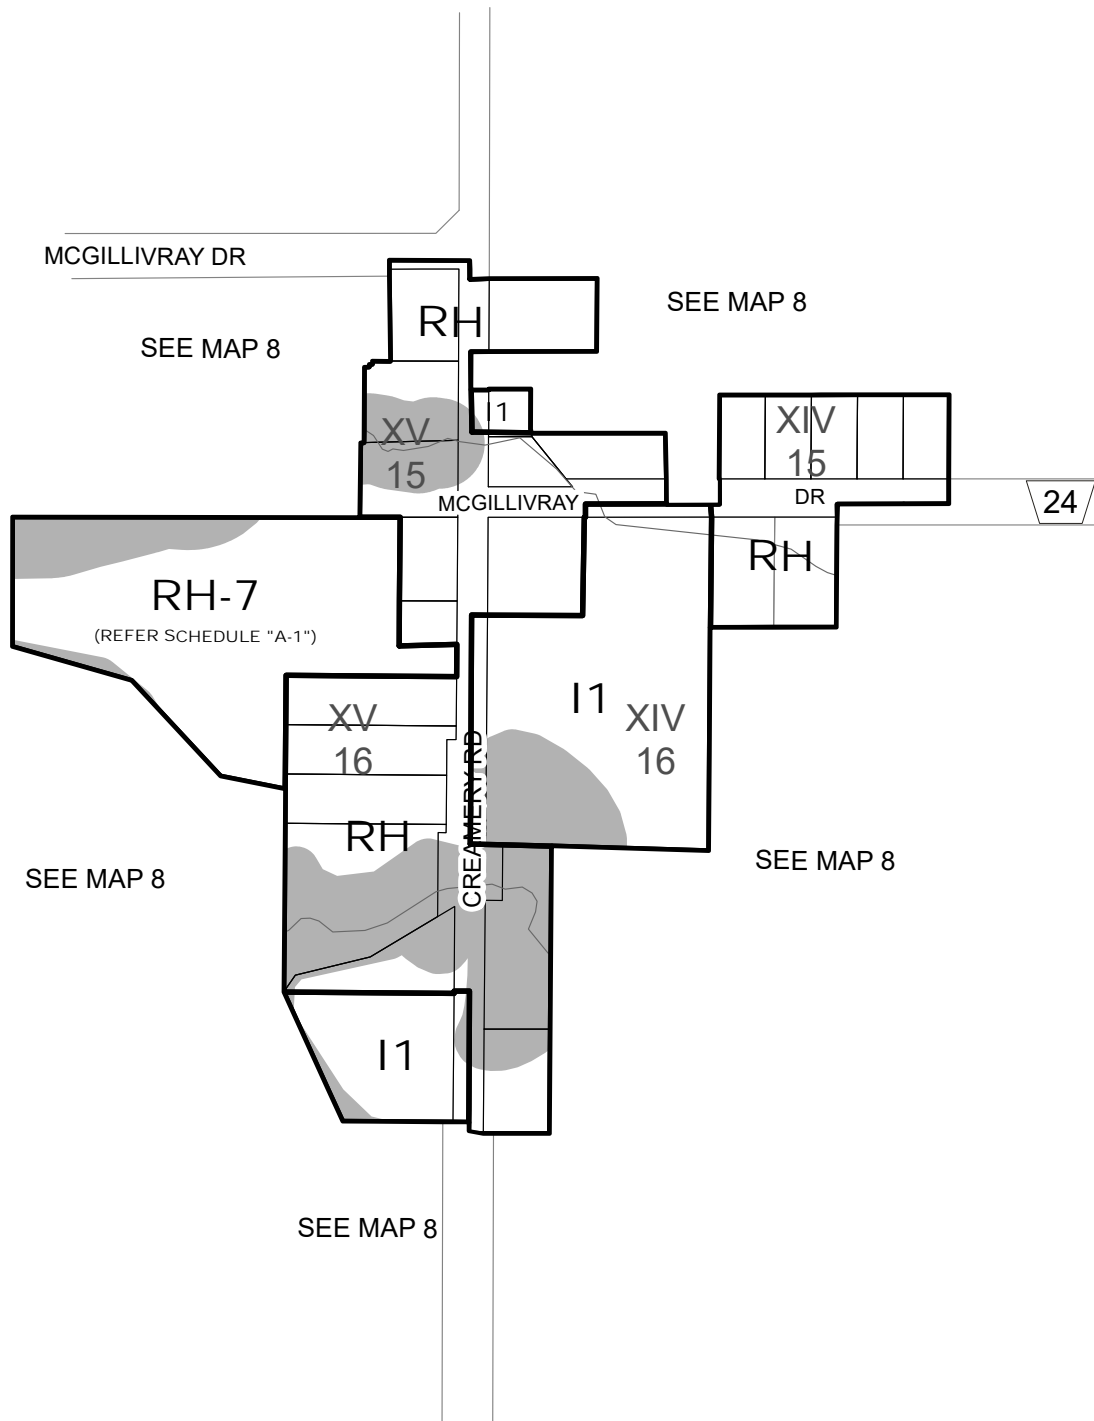 MCGILLIVRAY DR
SEE MAP 8
RH
SEE MAP 8
I1
XV
15
XIV
15
MCGILLIVRAY
DR
24
RH
RH-7
(REFER SCHEDULE "A-1")
I1
XIV
16
XV
16
CREAMERY RD
RH
SEE MAP 8
SEE MAP 8
I1
SEE MAP 8